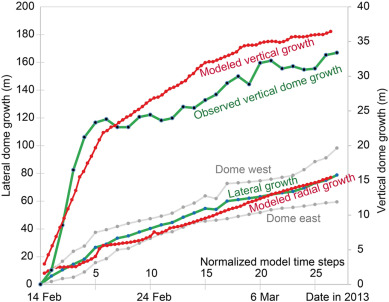 200
180
160
140
120
100
80
60
40
20
0
Lateral dome growth (m)
40
35
30
25
20
15
10
5
0
Vertical dome growth (m)
Modeled vertical growth
Observed vertical dome growth
Dome west
Lateral growth
Modeled radial growth
Dome east
Normalized model time steps
5 10 15 20 25
14 Feb 24 Feb 6 Mar Date in 2013